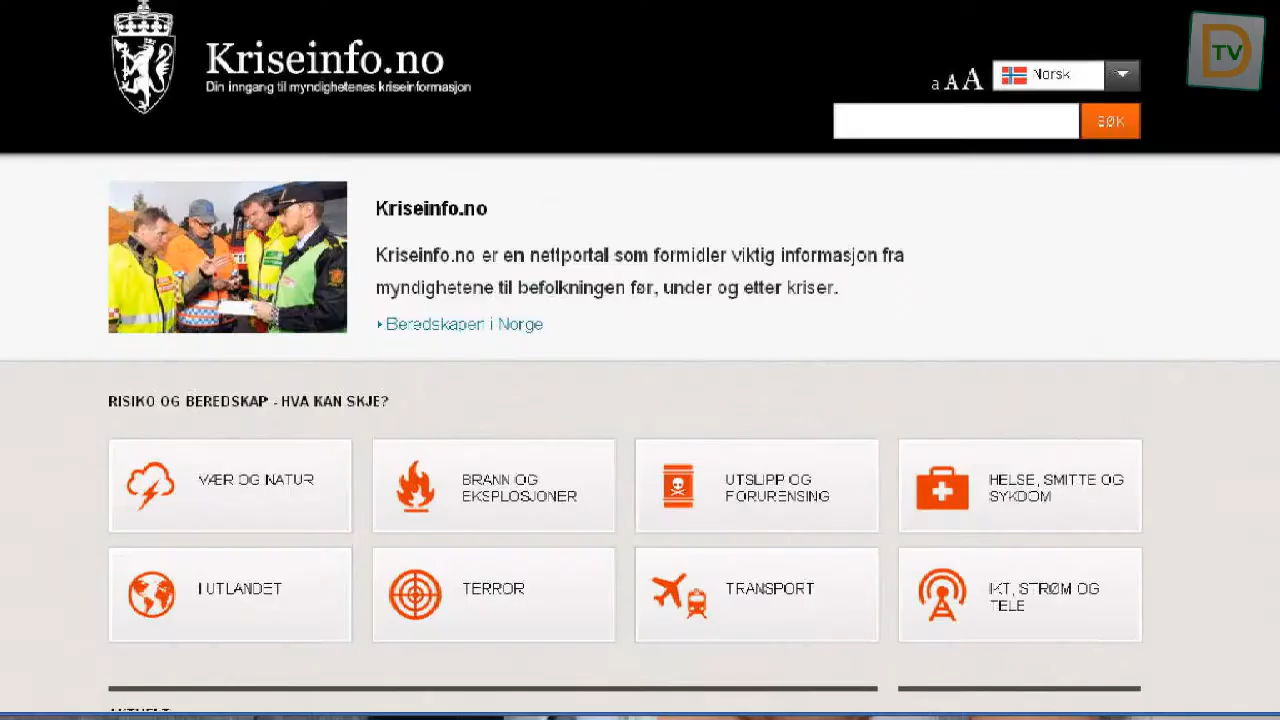 Kriseinfo.no
Din inngang til myndighetenes kriseinformasjon
a A A
Norsk
SØK
D TV
Kriseinfo.no
Kriseinfo.no er en nettportal som formidler viktig informasjon fra
myndighetene til befolkningen før, under og etter kriser.
Beredskapen i Norge
RISIKO OG BEREDSKAP - HVA KAN SKJE?
VÆR OG NATUR
BRANN OG
EKSPLOSJONER
UTSLIPP OG
FORURENSING
HELSE, SMITTE OG
SYKDOM
I UTLANDET
TERROR
TRANSPORT
IKT, STRØM OG
TELE
AKTUELT